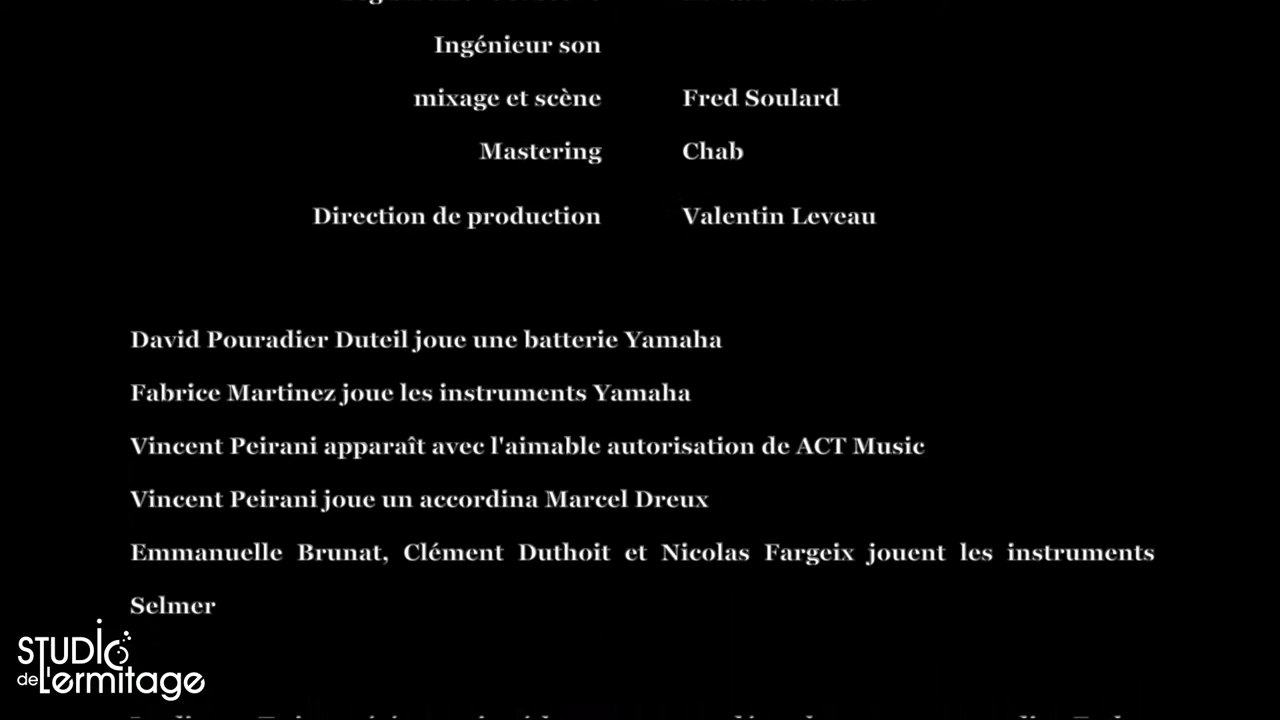 Ingénieur son
mixage et scène Fred Soulard
Mastering Chab
Direction de production Valentin Leveau
David Pouradier Duteil joue une batterie Yamaha
Fabrice Martinez joue les instruments Yamaha
Vincent Peirani apparaît avec l'aimable autorisation de ACT Music
Vincent Peirani joue un accordina Marcel Dreux
Emmanuelle Brunat, Clément Duthoit et Nicolas Fargeix jouent les instruments
Selmer
STUDIO
de L'ermitage